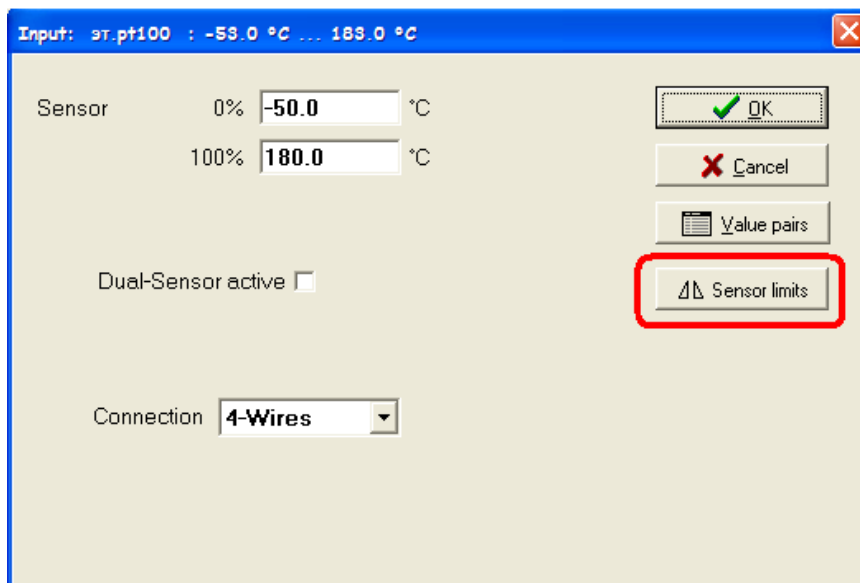 Input: эт.pt100 : -53.0 °C ... 183.0 °C
Sensor 0% -50.0 °C
100% 180.0 °C
OK
Cancel
Value pairs
Dual-Sensor active
Sensor limits
Connection 4-Wires